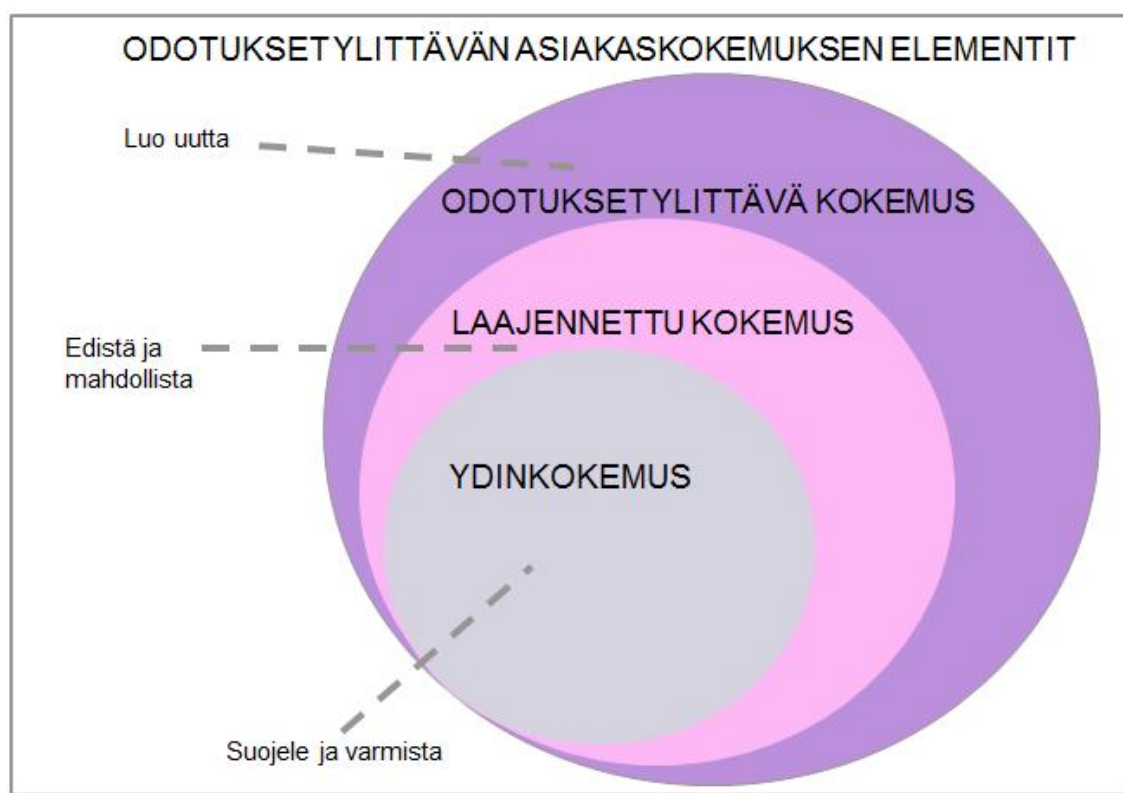 ODOTUKSET YLITTÄVÄN ASIAKASKOKEMUKSEN ELEMENTIT
Luo uutta
ODOTUKSET YLITTÄVÄ KOKEMUS
LAAJENNETTU KOKEMUS
Edistä ja
mahdollista
YDINKOKEMUS
Suojele ja varmista